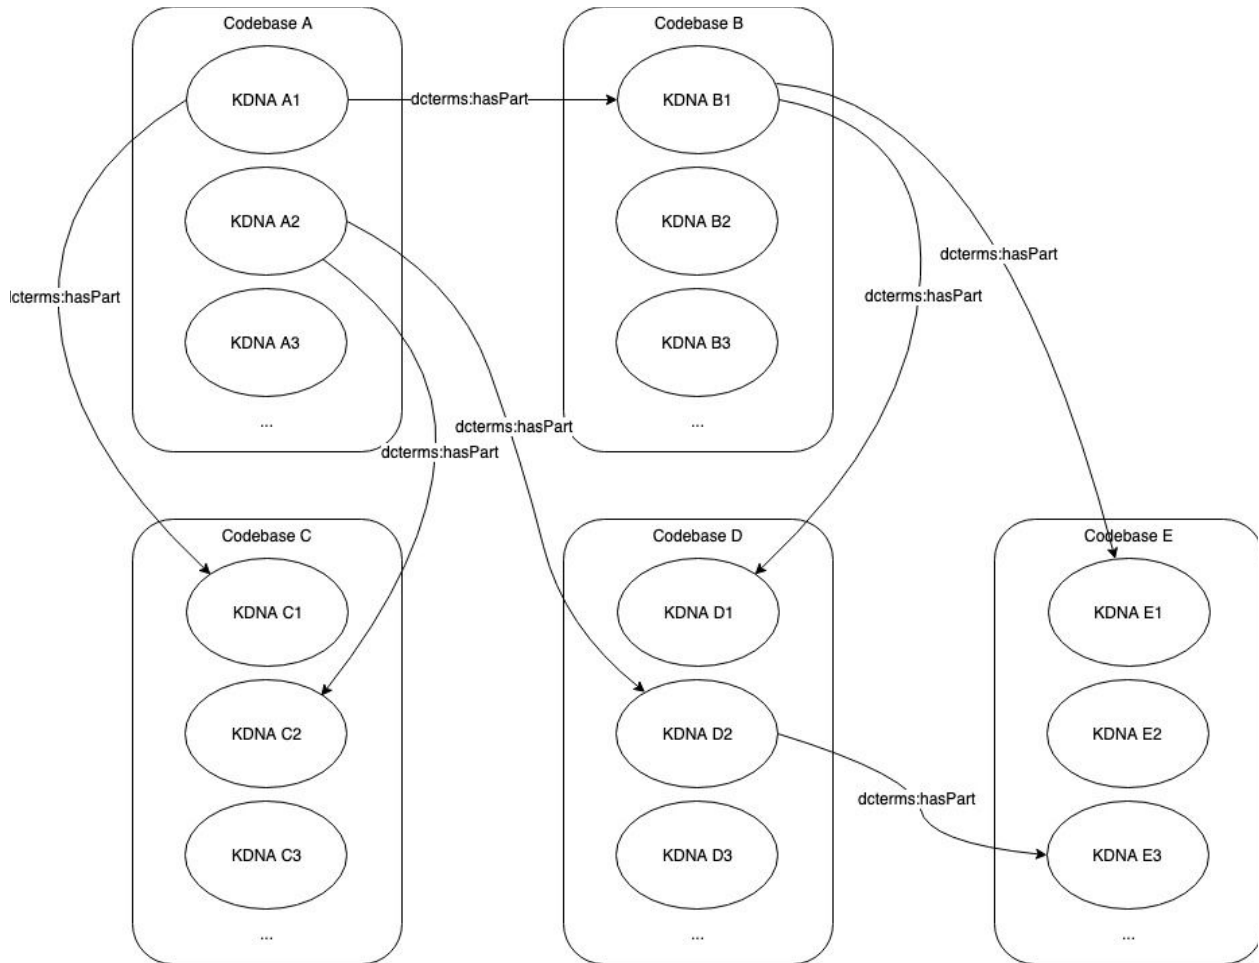 Codebase A
KDNA A1
KDNA A2
KDNA A3
...
Codebase B
KDNA B1
KDNA B2
KDNA B3
...
dcterms:hasPart
dcterms:hasPart
dcterms:hasPart
dcterms:hasPart
dcterms:hasPart
dcterms:hasPart
Codebase C
KDNA C1
KDNA C2
KDNA C3
...
Codebase D
KDNA D1
KDNA D2
KDNA D3
...
dcterms:hasPart
Codebase E
KDNA E1
KDNA E2
KDNA E3
...